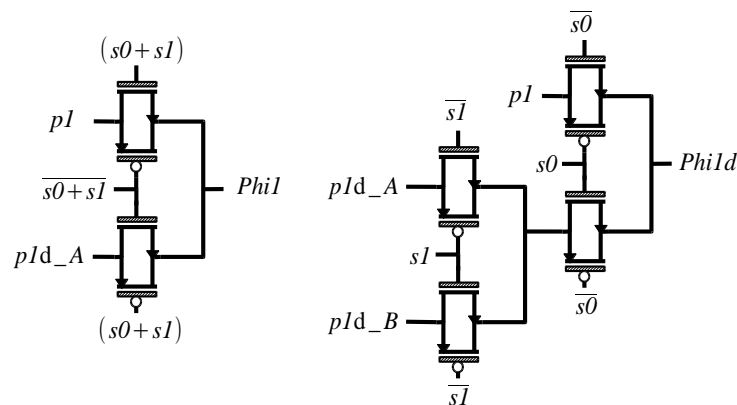 (s0+s1)
p1
s0+s1
Phi1
p1d_A
(s0+s1)
s0
p1
s1
s0
Phi1d
p1d_A
s1
s0
p1d_B
s1